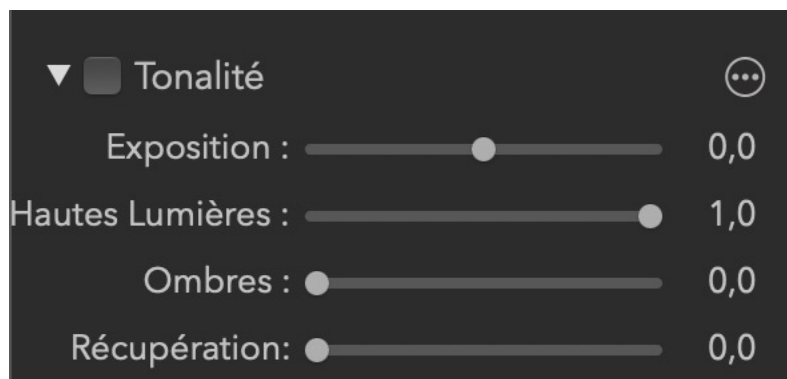 Tonalité
Exposition : 0,0
Hautes Lumières : 1,0
Ombres : 0,0
Récupération: 0,0